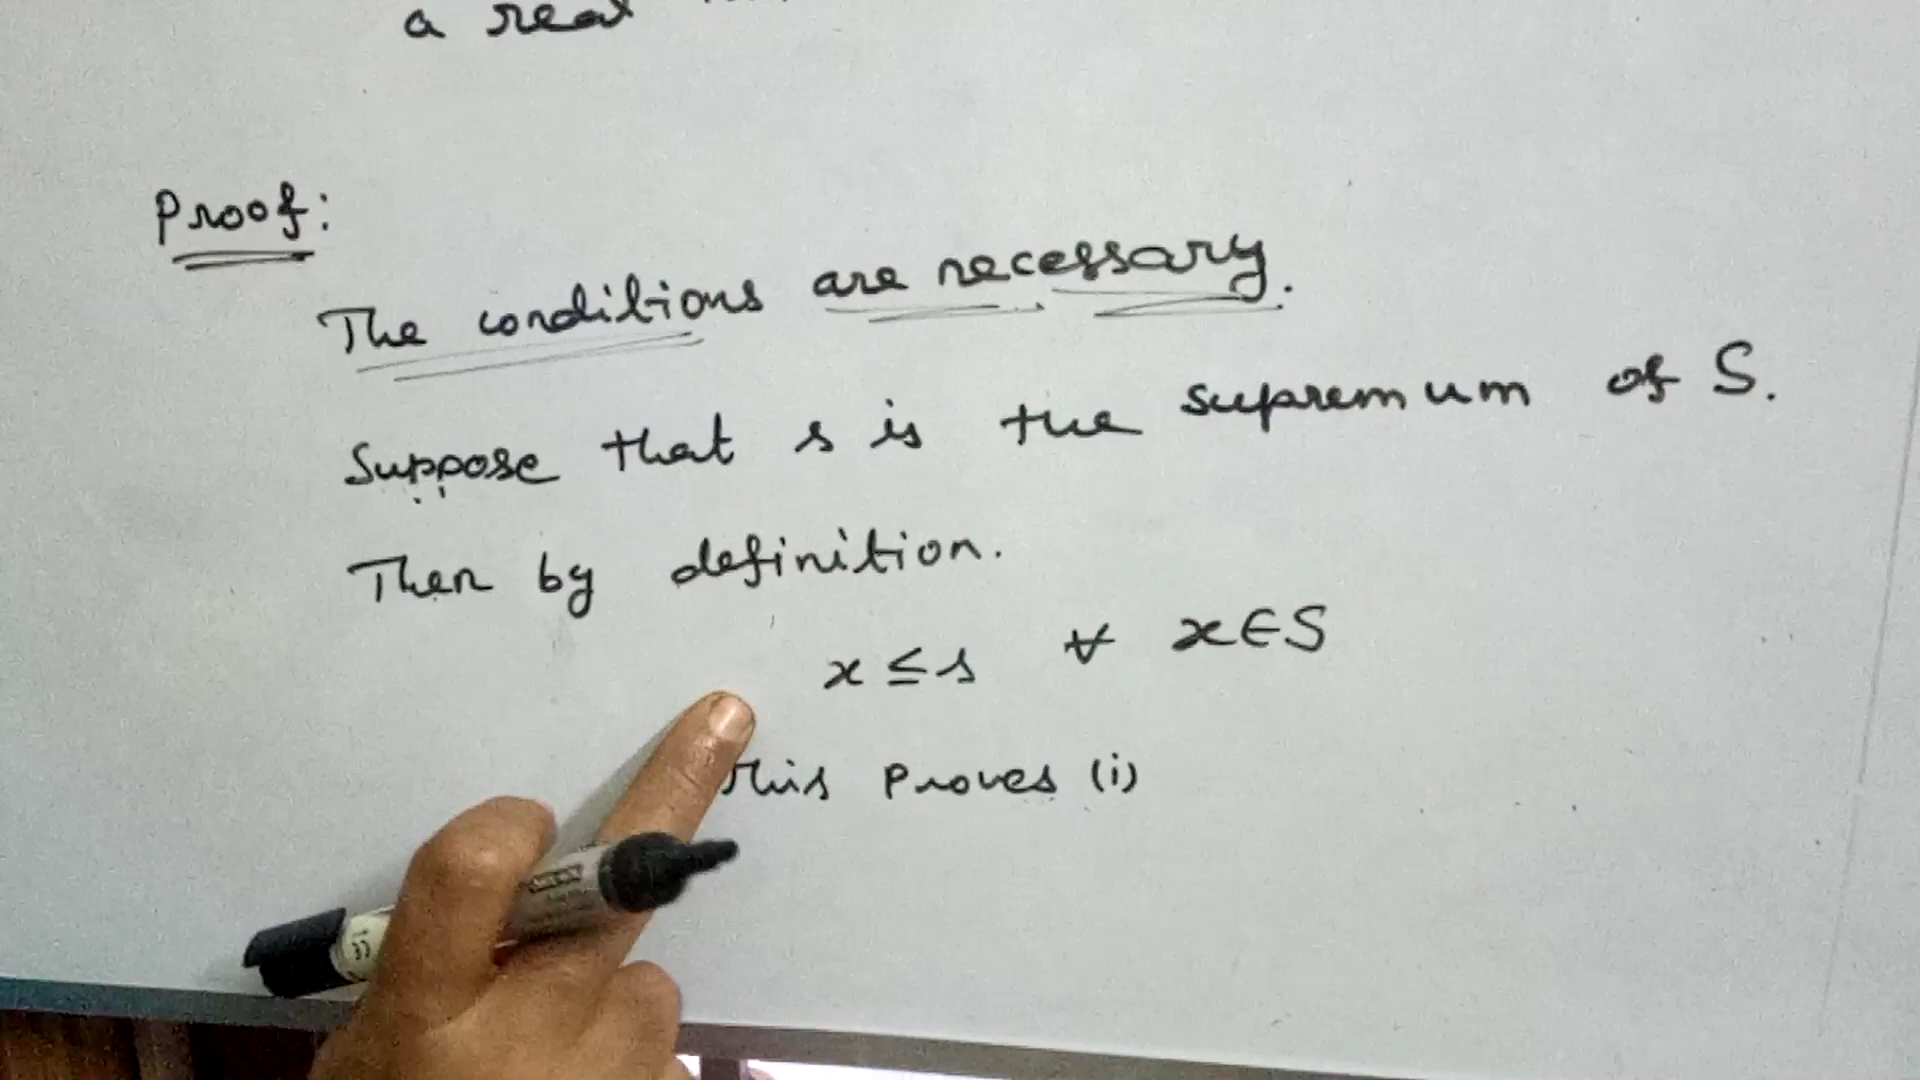 a real
Proof:
The conditions are necessary.
Suppose that s is the supremum of S.
Then by definition.
x ≤ s ∀ x∈S
This proves (i)